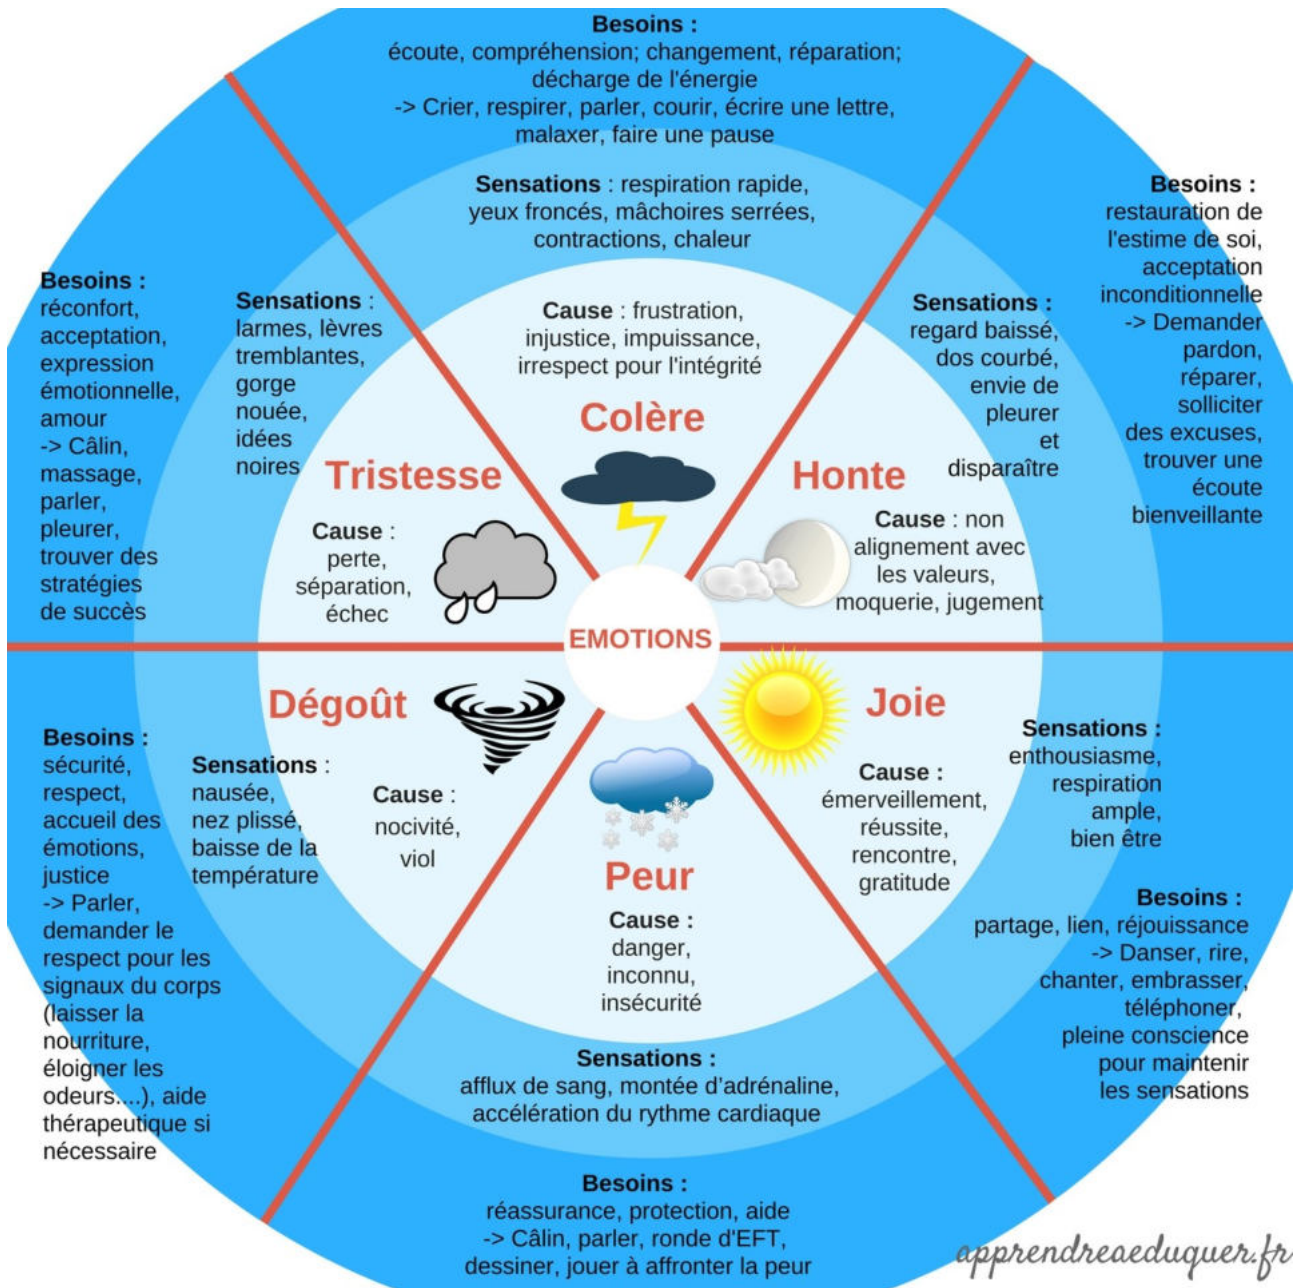 Besoins :
écoute, compréhension; changement, réparation;
décharge de l'énergie
-> Crier, respirer, parler, courir, écrire une lettre,
malaxer, faire une pause
Sensations : respiration rapide,
yeux froncés, mâchoires serrées,
contractions, chaleur
Cause : frustration,
injustice, impuissance,
irrespect pour l'intégrité
Colère
Besoins :
restauration de
l'estime de soi,
acceptation
inconditionnelle
-> Demander
pardon,
réparer,
solliciter
des excuses,
trouver une
écoute
bienveillante
Sensations :
regard baissé,
dos courbé,
envie de
pleurer
et
disparaître
Honte
Cause : non
alignement avec
les valeurs,
moquerie, jugement
Besoins :
réconfort,
acceptation,
expression
émotionnelle,
amour
-> Câlin,
massage,
parler,
pleurer,
trouver des
stratégies
de succès
Sensations :
larmes, lèvres
tremblantes,
gorge
nouée,
idées
noires
Tristesse
Cause :
perte,
séparation,
échec
EMOTIONS
Dégoût
Besoins :
sécurité,
respect,
accueil des
émotions,
justice
-> Parler,
demander le
respect pour les
signaux du corps
(laisser la
nourriture,
éloigner les
odeurs....), aide
thérapeutique si
nécessaire
Sensations :
nausée,
nez plissé,
baisse de la
température
Cause :
nocivité,
viol
Peur
Cause :
danger,
inconnu,
insécurité
Sensations :
afflux de sang, montée d'adrénaline,
accélération du rythme cardiaque
Besoins :
réassurance, protection, aide
-> Câlin, parler, ronde d'EFT,
dessiner, jouer à affronter la peur
Joie
Cause :
émerveillement,
réussite,
rencontre,
gratitude
Sensations :
enthousiasme,
respiration
ample,
bien être
Besoins :
partage, lien, réjouissance
-> Danser, rire,
chanter, embrasser,
téléphoner,
pleine conscience
pour maintenir
les sensations
apprendreaeduquer.fr